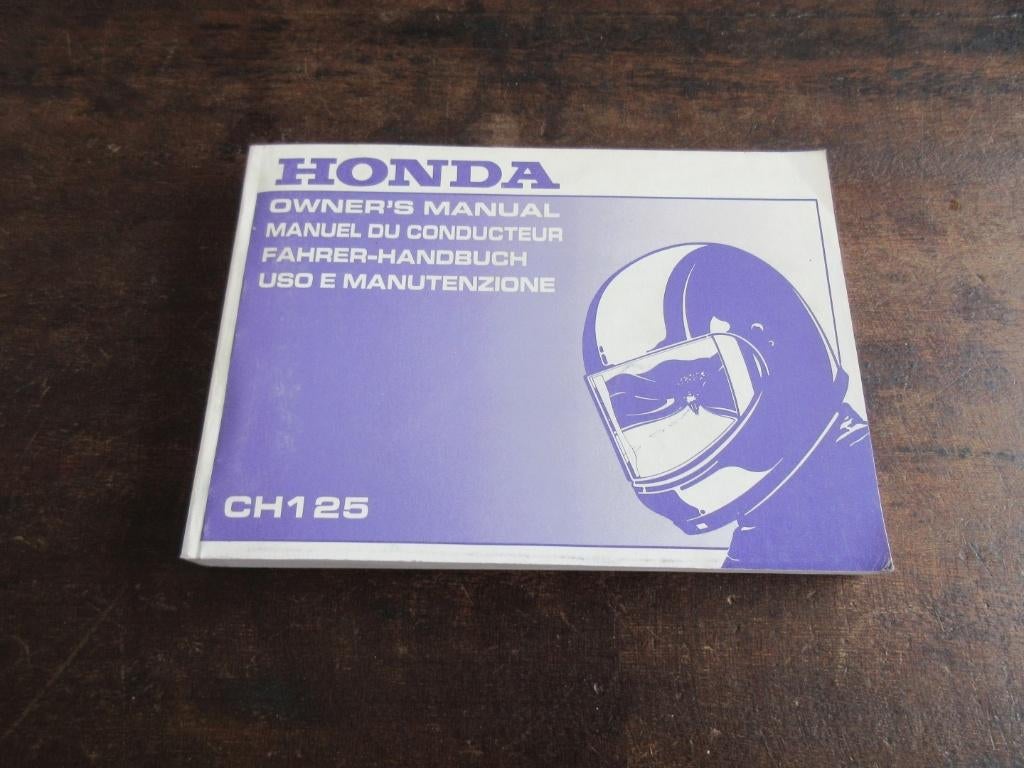 HONDA
OWNER'S MANUAL
MANUEL DU CONDUCTEUR
FAHRER-HANDBUCH
USO E MANUTENZIONE
CH125